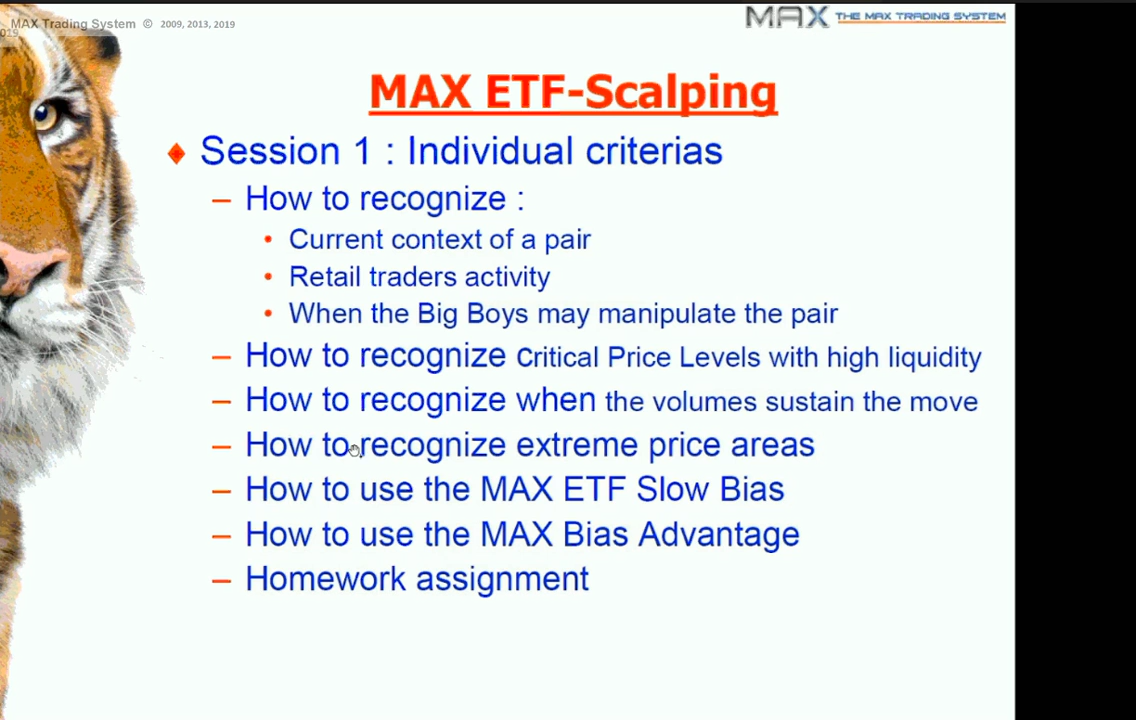 MAX Trading System © 2009, 2013, 2019
019
MAX THE MAX TRADING SYSTEM
MAX ETF-Scalping
Session 1 : Individual criterias
– How to recognize :
• Current context of a pair
• Retail traders activity
• When the Big Boys may manipulate the pair
– How to recognize critical Price Levels with high liquidity
– How to recognize when the volumes sustain the move
– How to recognize extreme price areas
– How to use the MAX ETF Slow Bias
– How to use the MAX Bias Advantage
– Homework assignment